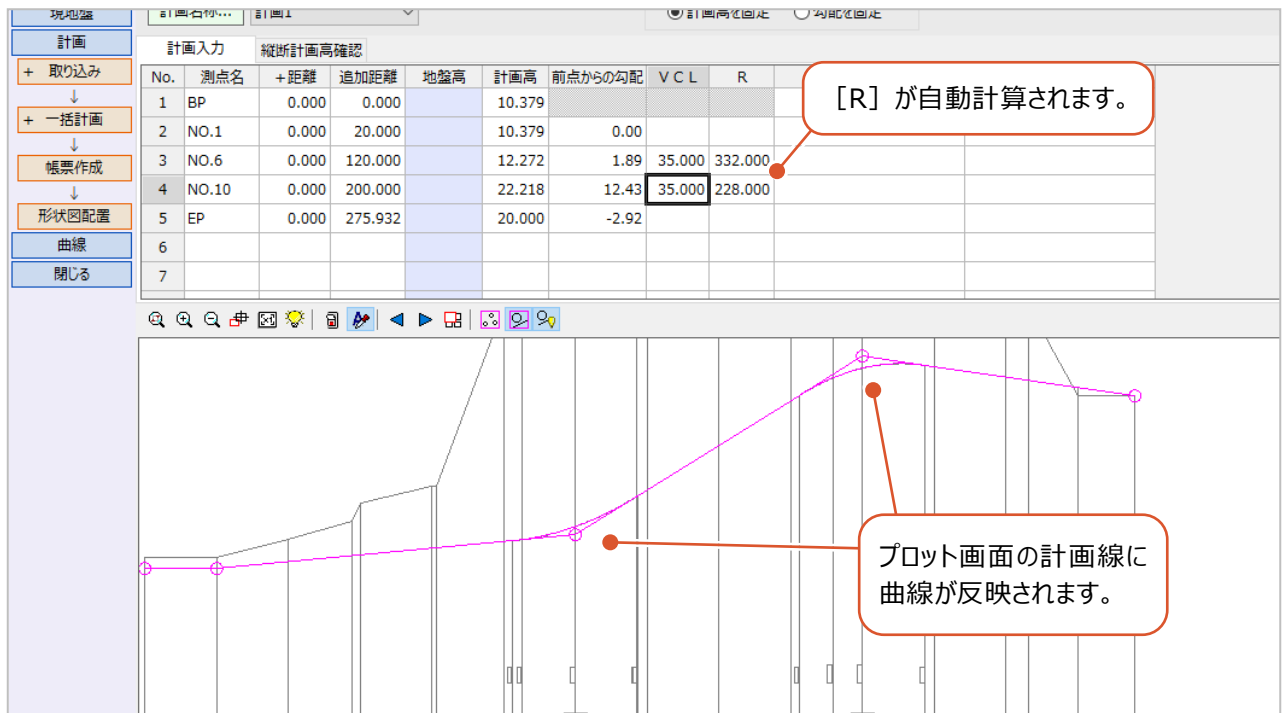 現地盤
計画名称... 計画1
計画高を固定 勾配を固定
計画
計画入力 縦断計画高確認
+ 取り込み
↓
+ 一括計画
↓
帳票作成
↓
形状図配置
曲線
閉じる
No. 測点名 +距離 追加距離 地盤高 計画高 前点からの勾配 VCL R
1 BP 0.000 0.000 10.379
2 NO.1 0.000 20.000 10.379 0.00
3 NO.6 0.000 120.000 12.272 1.89 35.000 332.000
4 NO.10 0.000 200.000 22.218 12.43 35.000 228.000
5 EP 0.000 275.932 20.000 -2.92
6
7
［R］が自動計算されます。
プロット画面の計画線に
曲線が反映されます。